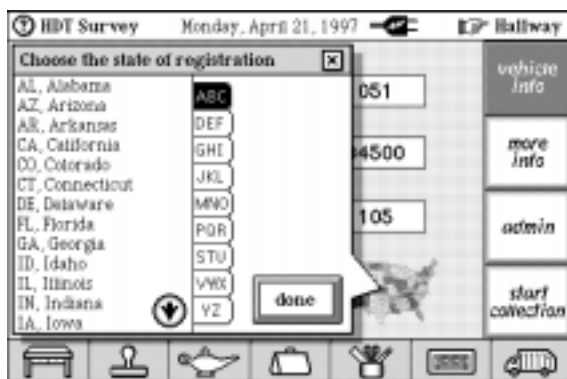 HDT Survey
Monday, April 21, 1997
Hallway
Choose the state of registration
AL, Alabama
AZ, Arizona
AR, Arkansas
CA, California
CO, Colorado
CT, Connecticut
DE, Delaware
FL, Florida
GA, Georgia
ID, Idaho
IL, Illinois
IN, Indiana
IA, Iowa
ABC
DEF
GHI
JKL
MNO
PQR
STU
VWX
YZ
done
051
4500
105
vehicle
info
more
info
admin
start
collection